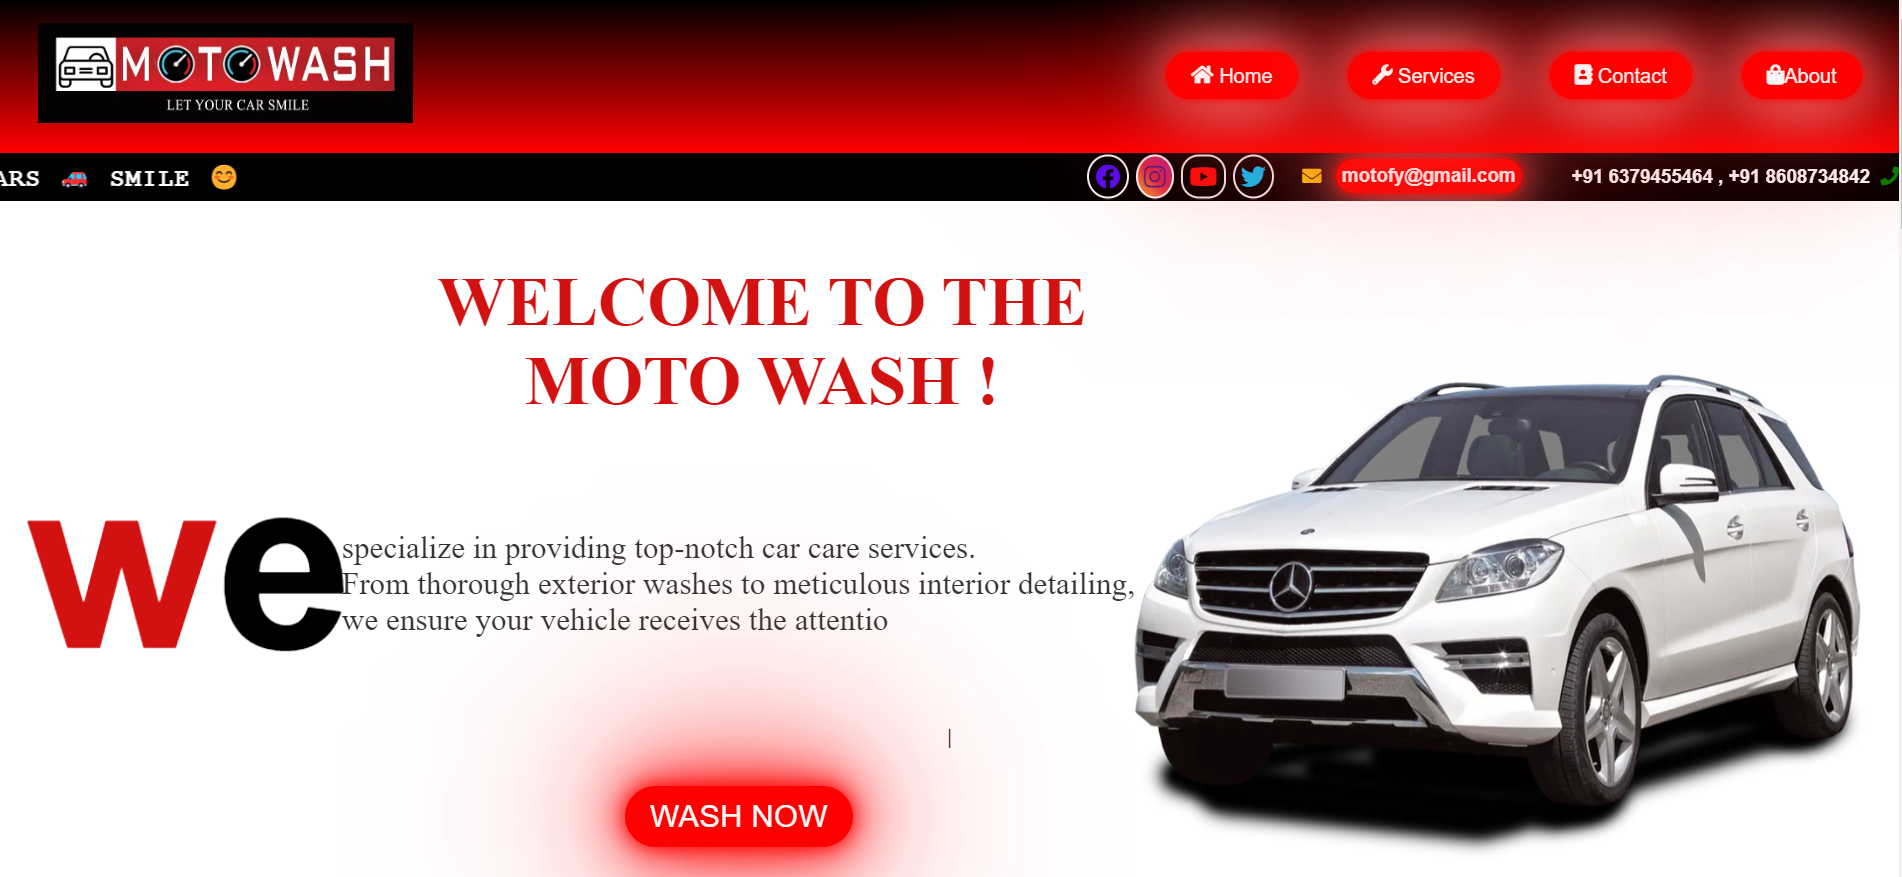 MOTOWASH
LET YOUR CAR SMILE
Home
Services
Contact
About
ARS 🚗 SMILE 😊
motofy@gmail.com
+91 6379455464 , +91 8608734842
WELCOME TO THE
MOTO WASH !
we
specialize in providing top-notch car care services.
From thorough exterior washes to meticulous interior detailing,
we ensure your vehicle receives the attentio
|
WASH NOW